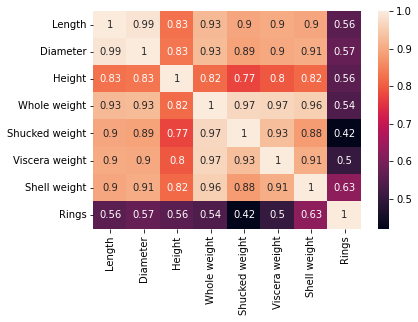 Length 1 0.99 0.83 0.93 0.9 0.9 0.9 0.56
Diameter 0.99 1 0.83 0.93 0.89 0.9 0.91 0.57
Height 0.83 0.83 1 0.82 0.77 0.8 0.82 0.56
Whole weight 0.93 0.93 0.82 1 0.97 0.97 0.96 0.54
Shucked weight 0.9 0.89 0.77 0.97 1 0.93 0.88 0.42
Viscera weight 0.9 0.9 0.8 0.97 0.93 1 0.91 0.5
Shell weight 0.9 0.91 0.82 0.96 0.88 0.91 1 0.63
Rings 0.56 0.57 0.56 0.54 0.42 0.5 0.63 1
Length
Diameter
Height
Whole weight
Shucked weight
Viscera weight
Shell weight
Rings
1.0
0.9
0.8
0.7
0.6
0.5